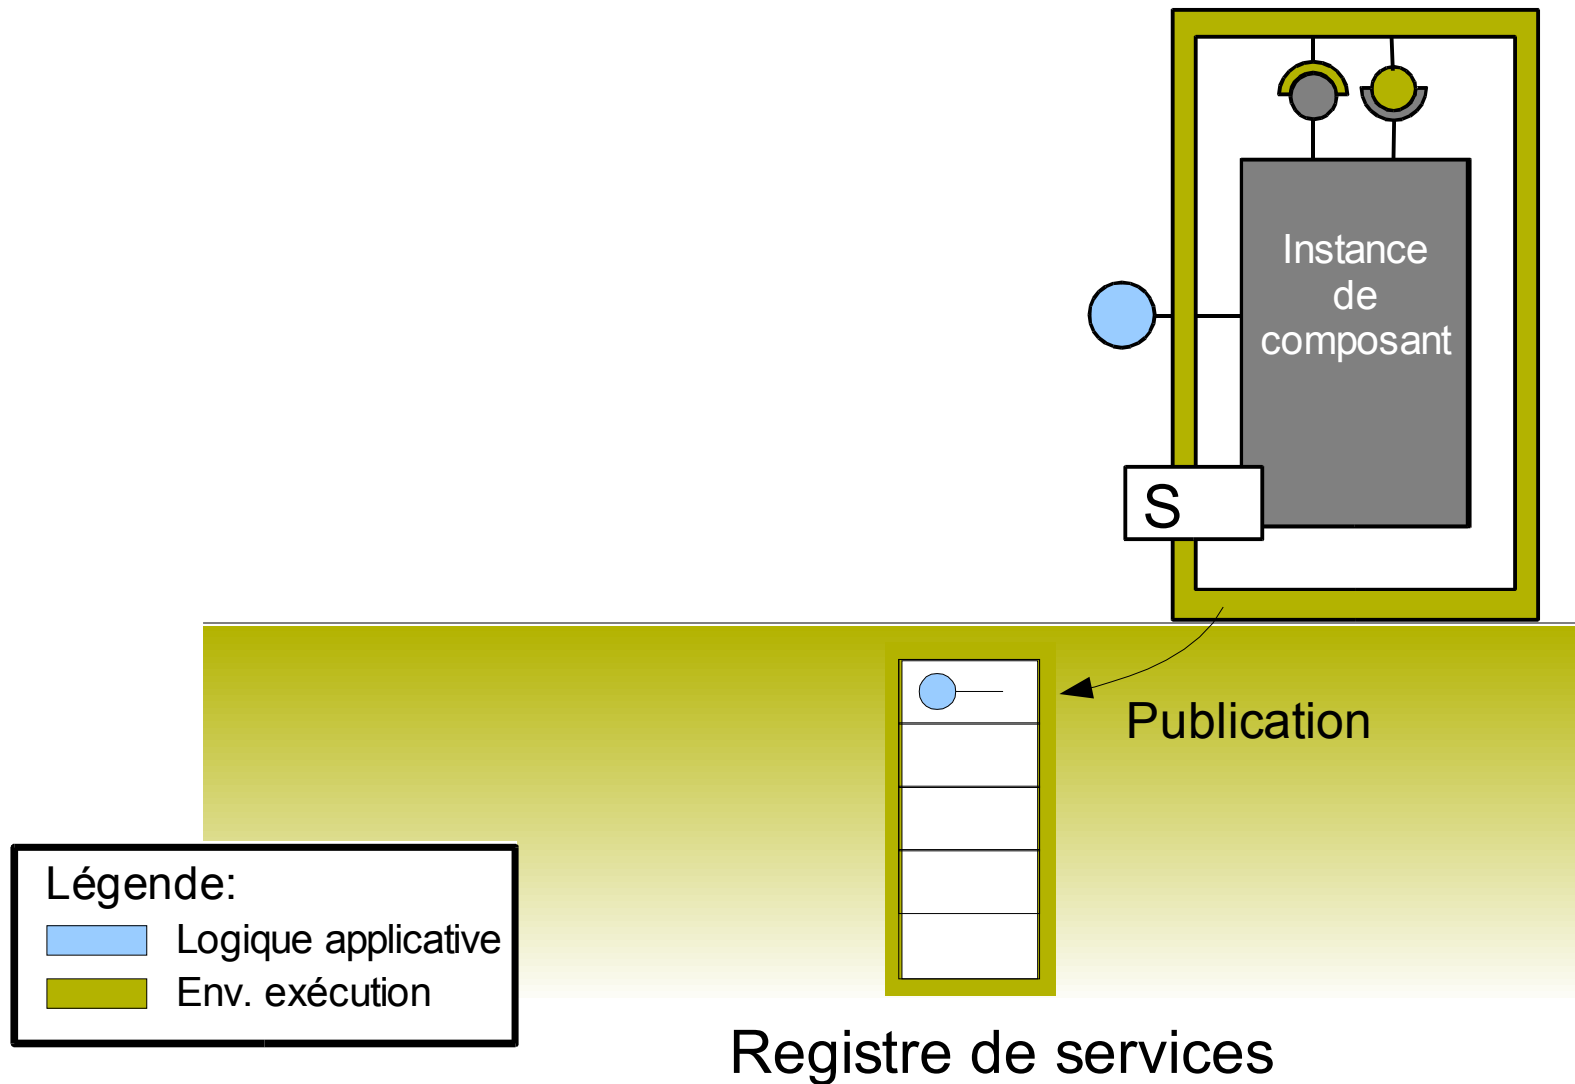 Instance
de
composant
S
Publication
Légende:
Logique applicative
Env. exécution
Registre de services